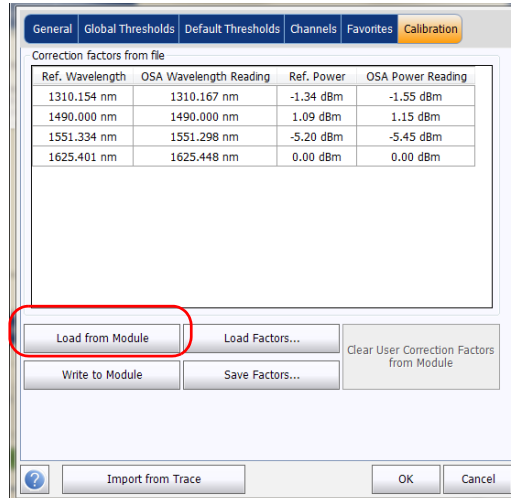 General Global Thresholds Default Thresholds Channels Favorites Calibration
Correction factors from file
Ref. Wavelength OSA Wavelength Reading Ref. Power OSA Power Reading
1310.154 nm 1310.167 nm -1.34 dBm -1.55 dBm
1490.000 nm 1490.000 nm 1.09 dBm 1.15 dBm
1551.334 nm 1551.298 nm -5.20 dBm -5.45 dBm
1625.401 nm 1625.448 nm 0.00 dBm 0.00 dBm
Load from Module Load Factors...
Clear User Correction Factors
from Module
Write to Module Save Factors...
? Import from Trace OK Cancel